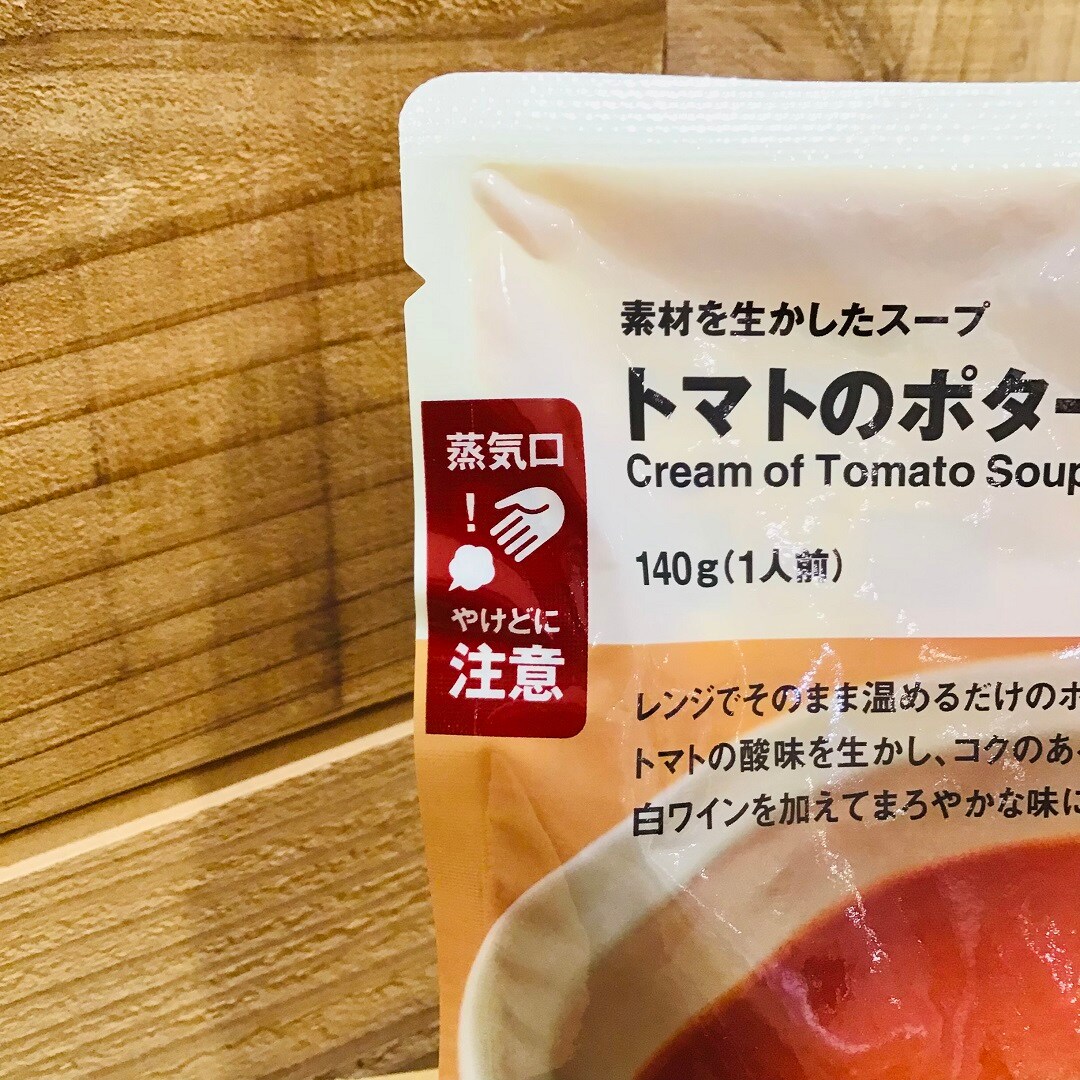 素材を生かしたスープ
トマトのポター
Cream of Tomato Soup
140g(1人前)
蒸気口
!
やけどに
注意
レンジでそのまま温めるだけのポ
トマトの酸味を生かし、コクのある
白ワインを加えてまろやかな味に